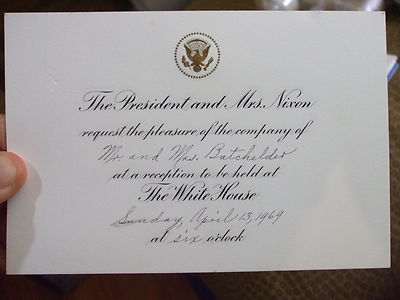 The President and Mrs. Nixon
request the pleasure of the company of
Mr. and Mrs. Batchelder
at a reception to be held at
The White House
Sunday, April 13, 1969
at six o'clock